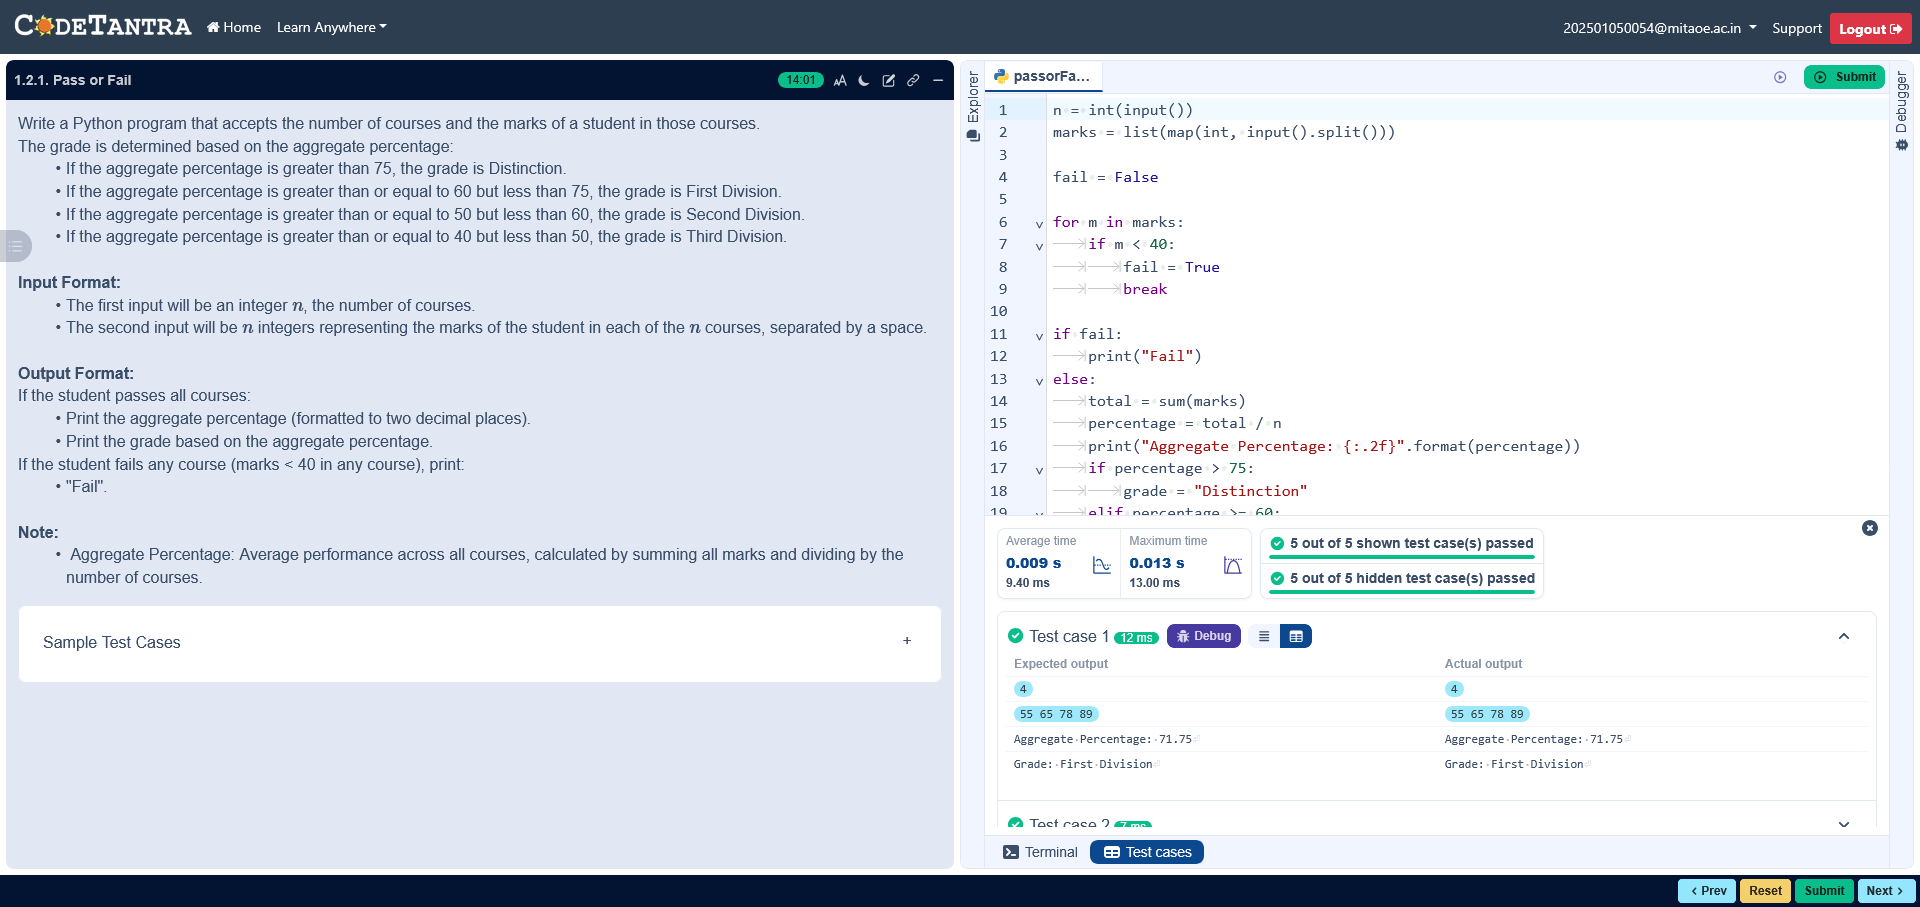 CODETANTRA
Home
Learn Anywhere
202501050054@mitaoe.ac.in
Support
Logout
1.2.1. Pass or Fail
14:01
Write a Python program that accepts the number of courses and the marks of a student in those courses.
The grade is determined based on the aggregate percentage:
• If the aggregate percentage is greater than 75, the grade is Distinction.
• If the aggregate percentage is greater than or equal to 60 but less than 75, the grade is First Division.
• If the aggregate percentage is greater than or equal to 50 but less than 60, the grade is Second Division.
• If the aggregate percentage is greater than or equal to 40 but less than 50, the grade is Third Division.
Input Format:
• The first input will be an integer n, the number of courses.
• The second input will be n integers representing the marks of the student in each of the n courses, separated by a space.
Output Format:
If the student passes all courses:
• Print the aggregate percentage (formatted to two decimal places).
• Print the grade based on the aggregate percentage.
If the student fails any course (marks < 40 in any course), print:
• "Fail".
Note:
• Aggregate Percentage: Average performance across all courses, calculated by summing all marks and dividing by the
number of courses.
Sample Test Cases
+
Explorer
passorFa...
Submit
Debugger
1 n = int(input())
2 marks = list(map(int, input().split()))
3
4 fail = False
5
6 for m in marks:
7 if m < 40:
8 fail = True
9 break
10
11 if fail:
12 print("Fail")
13 else:
14 total = sum(marks)
15 percentage = total / n
16 print("Aggregate Percentage: {:.2f}".format(percentage))
17 if percentage > 75:
18 grade = "Distinction"
19 elif percentage >= 60:
Average time
0.009 s
9.40 ms
Maximum time
0.013 s
13.00 ms
5 out of 5 shown test case(s) passed
5 out of 5 hidden test case(s) passed
Test case 1
12 ms
Debug
Expected output
Actual output
4
4
55 65 78 89
55 65 78 89
Aggregate Percentage: 71.75
Aggregate Percentage: 71.75
Grade: First Division
Grade: First Division
Test case 2
7 ms
Terminal
Test cases
< Prev
Reset
Submit
Next >